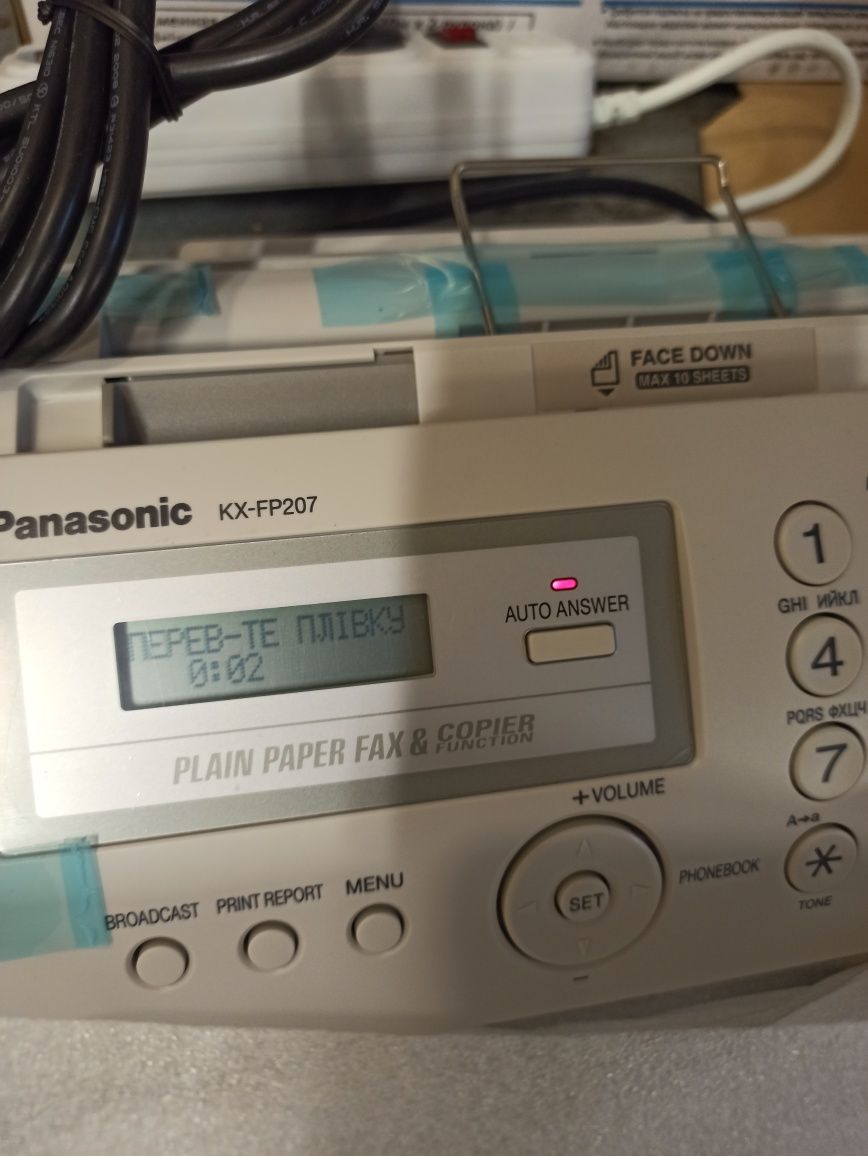 FACE DOWN
MAX 10 SHEETS
Panasonic KX-FP207
1
AUTO ANSWER
GHI ИЙКЛ
ПЕРЕВ-ТЕ ПЛІВКУ
0:02
4
PQRS ФХЦЧ
PLAIN PAPER FAX & COPIER FUNCTION
7
+VOLUME
A→a
PHONEBOOK
*
TONE
BROADCAST PRINT REPORT MENU
SET
−